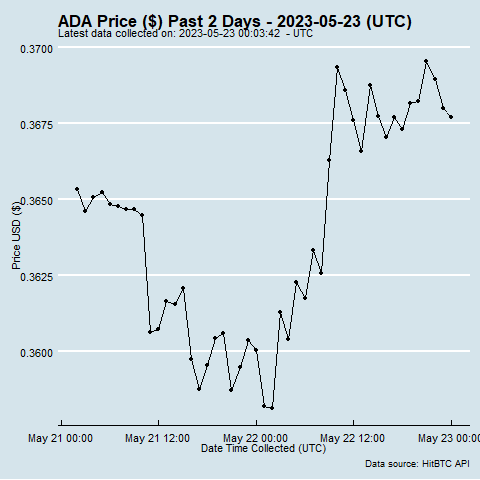 ADA Price ($) Past 2 Days - 2023-05-23 (UTC)
Latest data collected on: 2023-05-23 00:03:42 - UTC
0.3700
0.3675
0.3650
0.3625
0.3600
Price USD ($)
May 21 00:00 May 21 12:00 May 22 00:00 May 22 12:00 May 23 00:00
Date Time Collected (UTC)
Data source: HitBTC API